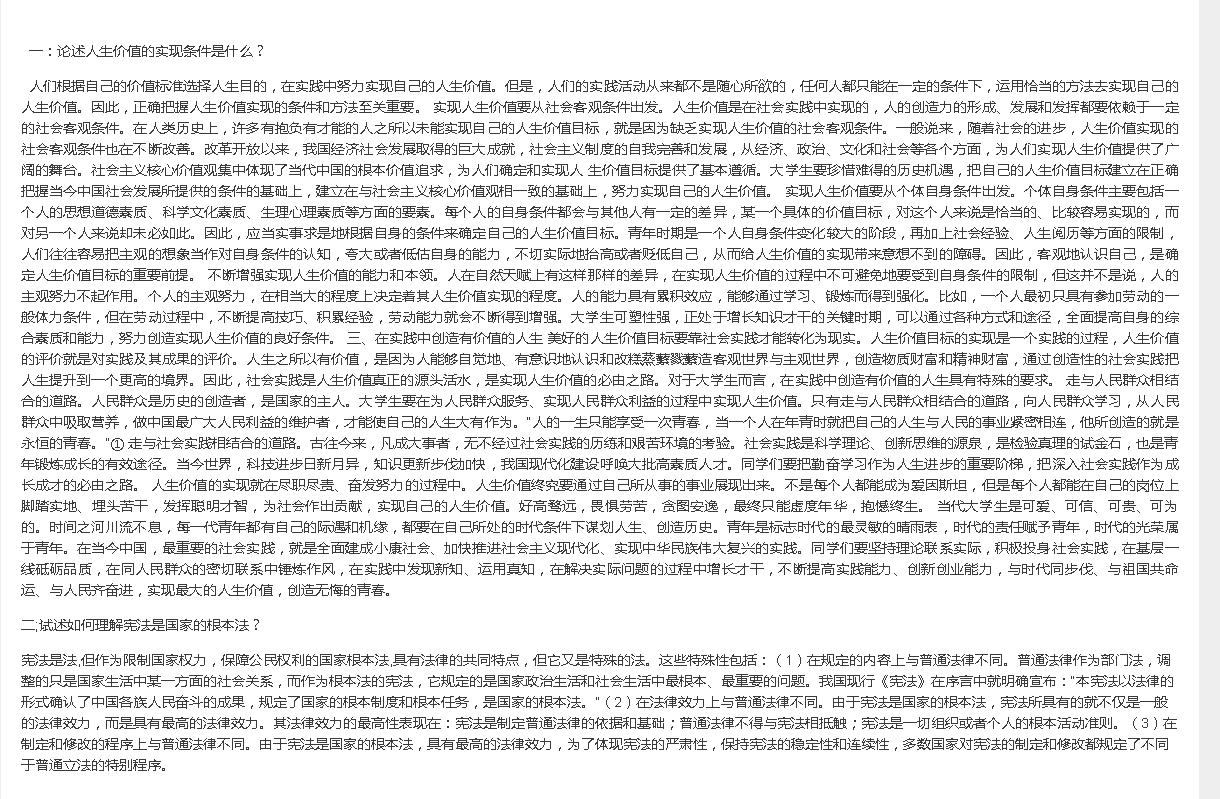 一：论述人生价值的实现条件是什么？
人们根据自己的价值标准选择人生目的，在实践中努力实现自己的人生价值。但是，人们的实践活动从来都不是随心所欲的，任何人都只能在一定的条件下，运用恰当的方法去实现自己的
人生价值。因此，正确把握人生价值实现的条件和方法至关重要。 实现人生价值要从社会客观条件出发。人生价值是在社会实践中实现的，人的创造力的形成、发展和发挥都要依赖于一定
的社会客观条件。在人类历史上，许多有抱负有才能的人之所以未能实现自己的人生价值目标，就是因为缺乏实现人生价值的社会客观条件。一般说来，随着社会的进步，人生价值实现的
社会客观条件也在不断改善。改革开放以来，我国经济社会发展取得的巨大成就，社会主义制度的自我完善和发展，从经济、政治、文化和社会等各个方面，为人们实现人生价值提供了广
阔的舞台。社会主义核心价值观集中体现了当代中国的根本价值追求，为人们确定和实现人 生价值目标提供了基本遵循。大学生要珍惜难得的历史机遇，把自己的人生价值目标建立在正确
把握当今中国社会发展所提供的条件的基础上，建立在与社会主义核心价值观相一致的基础上，努力实现自己的人生价值。 实现人生价值要从个体自身条件出发。个体自身条件主要包括一
个人的思想道德素质、科学文化素质、生理心理素质等方面的要素。每个人的自身条件都会与其他人有一定的差异，某一个具体的价值目标，对这个人来说是恰当的、比较容易实现的，而
对另一个人来说却未必如此。因此，应当实事求是地根据自身的条件来确定自己的人生价值目标。青年时期是一个人自身条件变化较大的阶段，再加上社会经验、人生阅历等方面的限制，
人们往往容易把主观的想象当作对自身条件的认知，夸大或者低估自身的能力，不切实际地抬高或者贬低自己，从而给人生价值的实现带来意想不到的障碍。因此，客观地认识自己，是确
定人生价值目标的重要前提。 不断增强实现人生价值的能力和本领。人在自然天赋上有这样那样的差异，在实现人生价值的过程中不可避免地要受到自身条件的限制，但这并不是说，人的
主观努力不起作用。个人的主观努力，在相当大的程度上决定着其人生价值实现的程度。人的能力具有累积效应，能够通过学习、锻炼而得到强化。比如，一个人最初只具有参加劳动的一
般体力条件，但在劳动过程中，不断提高技巧、积累经验，劳动能力就会不断得到增强。大学生可塑性强，正处于增长知识才干的关键时期，可以通过各种方式和途径，全面提高自身的综
合素质和能力，努力创造实现人生价值的良好条件。 三、在实践中创造有价值的人生 美好的人生价值目标要靠社会实践才能转化为现实。人生价值目标的实现是一个实践的过程，人生价值
的评价就是对实践及其成果的评价。人生之所以有价值，是因为人能够自觉地、有意识地认识和改造客观世界与主观世界，创造物质财富和精神财富，通过创造性的社会实践把
人生提升到一个更高的境界。因此，社会实践是人生价值真正的源头活水，是实现人生价值的必由之路。对于大学生而言，在实践中创造有价值的人生具有特殊的要求。 走与人民群众相结
合的道路。人民群众是历史的创造者，是国家的主人。大学生要在为人民群众服务、实现人民群众利益的过程中实现人生价值。只有走与人民群众相结合的道路，向人民群众学习，从人民
群众中吸取营养，做中国最广大人民利益的维护者，才能使自己的人生大有作为。"人的一生只能享受一次青春，当一个人在年青时就把自己的人生与人民的事业紧密相连，他所创造的就是
永恒的青春。"① 走与社会实践相结合的道路。古往今来，凡成大事者，无不经过社会实践的历练和艰苦环境的考验。社会实践是科学理论、创新思维的源泉，是检验真理的试金石，也是青
年锻炼成长的有效途径。当今世界，科技进步日新月异，知识更新步伐加快，我国现代化建设呼唤大批高素质人才。同学们要把勤奋学习作为人生进步的重要阶梯，把深入社会实践作为成
长成才的必由之路。 人生价值的实现就在尽职尽责、奋发努力的过程中。人生价值终究要通过自己所从事的事业展现出来。不是每个人都能成为爱因斯坦，但是每个人都能在自己的岗位上
脚踏实地、埋头苦干，发挥聪明才智，为社会作出贡献，实现自己的人生价值。好高骛远，畏惧劳苦，贪图安逸，最终只能虚度年华，抱憾终生。 当代大学生是可爱、可信、可贵、可为
的。时间之河川流不息，每一代青年都有自己的际遇和机缘，都要在自己所处的时代条件下谋划人生、创造历史。青年是标志时代的最灵敏的晴雨表，时代的责任赋予青年，时代的光荣属
于青年。在当今中国，最重要的社会实践，就是全面建成小康社会、加快推进社会主义现代化、实现中华民族伟大复兴的实践。同学们要坚持理论联系实际，积极投身社会实践，在基层一
线砥砺品质，在同人民群众的密切联系中锤炼作风，在实践中发现新知、运用真知，在解决实际问题的过程中增长才干，不断提高实践能力、创新创业能力，与时代同步伐、与祖国共命
运、与人民齐奋进，实现最大的人生价值，创造无悔的青春。
二;试述如何理解宪法是国家的根本法？
宪法是法,但作为限制国家权力，保障公民权利的国家根本法,具有法律的共同特点，但它又是特殊的法。这些特殊性包括：（1）在规定的内容上与普通法律不同。普通法律作为部门法，调
整的只是国家生活中某一方面的社会关系，而作为根本法的宪法，它规定的是国家政治生活和社会生活中最根本、最重要的问题。我国现行《宪法》在序言中就明确宣布："本宪法以法律的
形式确认了中国各族人民奋斗的成果，规定了国家的根本制度和根本任务，是国家的根本法。"（2）在法律效力上与普通法律不同。由于宪法是国家的根本法，宪法所具有的就不仅是一般
的法律效力，而是具有最高的法律效力。其法律效力的最高性表现在：宪法是制定普通法律的依据和基础；普通法律不得与宪法相抵触；宪法是一切组织或者个人的根本活动准则。（3）在
制定和修改的程序上与普通法律不同。由于宪法是国家的根本法，具有最高的法律效力，为了体现宪法的严肃性，保持宪法的稳定性和连续性，多数国家对宪法的制定和修改都规定了不同
于普通立法的特别程序。